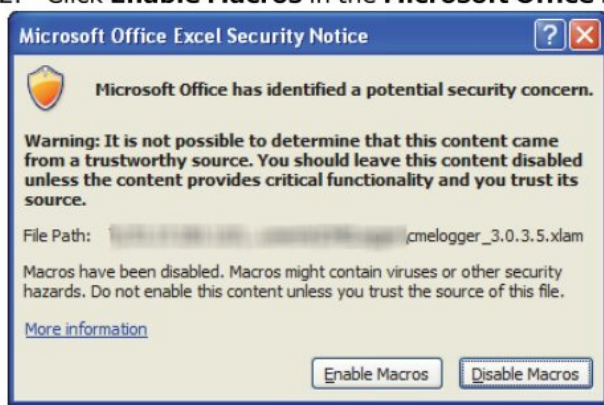 2. Click Enable Macros in the Microsoft Office
Microsoft Office Excel Security Notice
?
Microsoft Office has identified a potential security concern.
Warning: It is not possible to determine that this content came
from a trustworthy source. You should leave this content disabled
unless the content provides critical functionality and you trust its
source.
File Path: cmelogger_3.0.3.5.xlam
Macros have been disabled. Macros might contain viruses or other security
hazards. Do not enable this content unless you trust the source of this file.
More information
Enable Macros Disable Macros